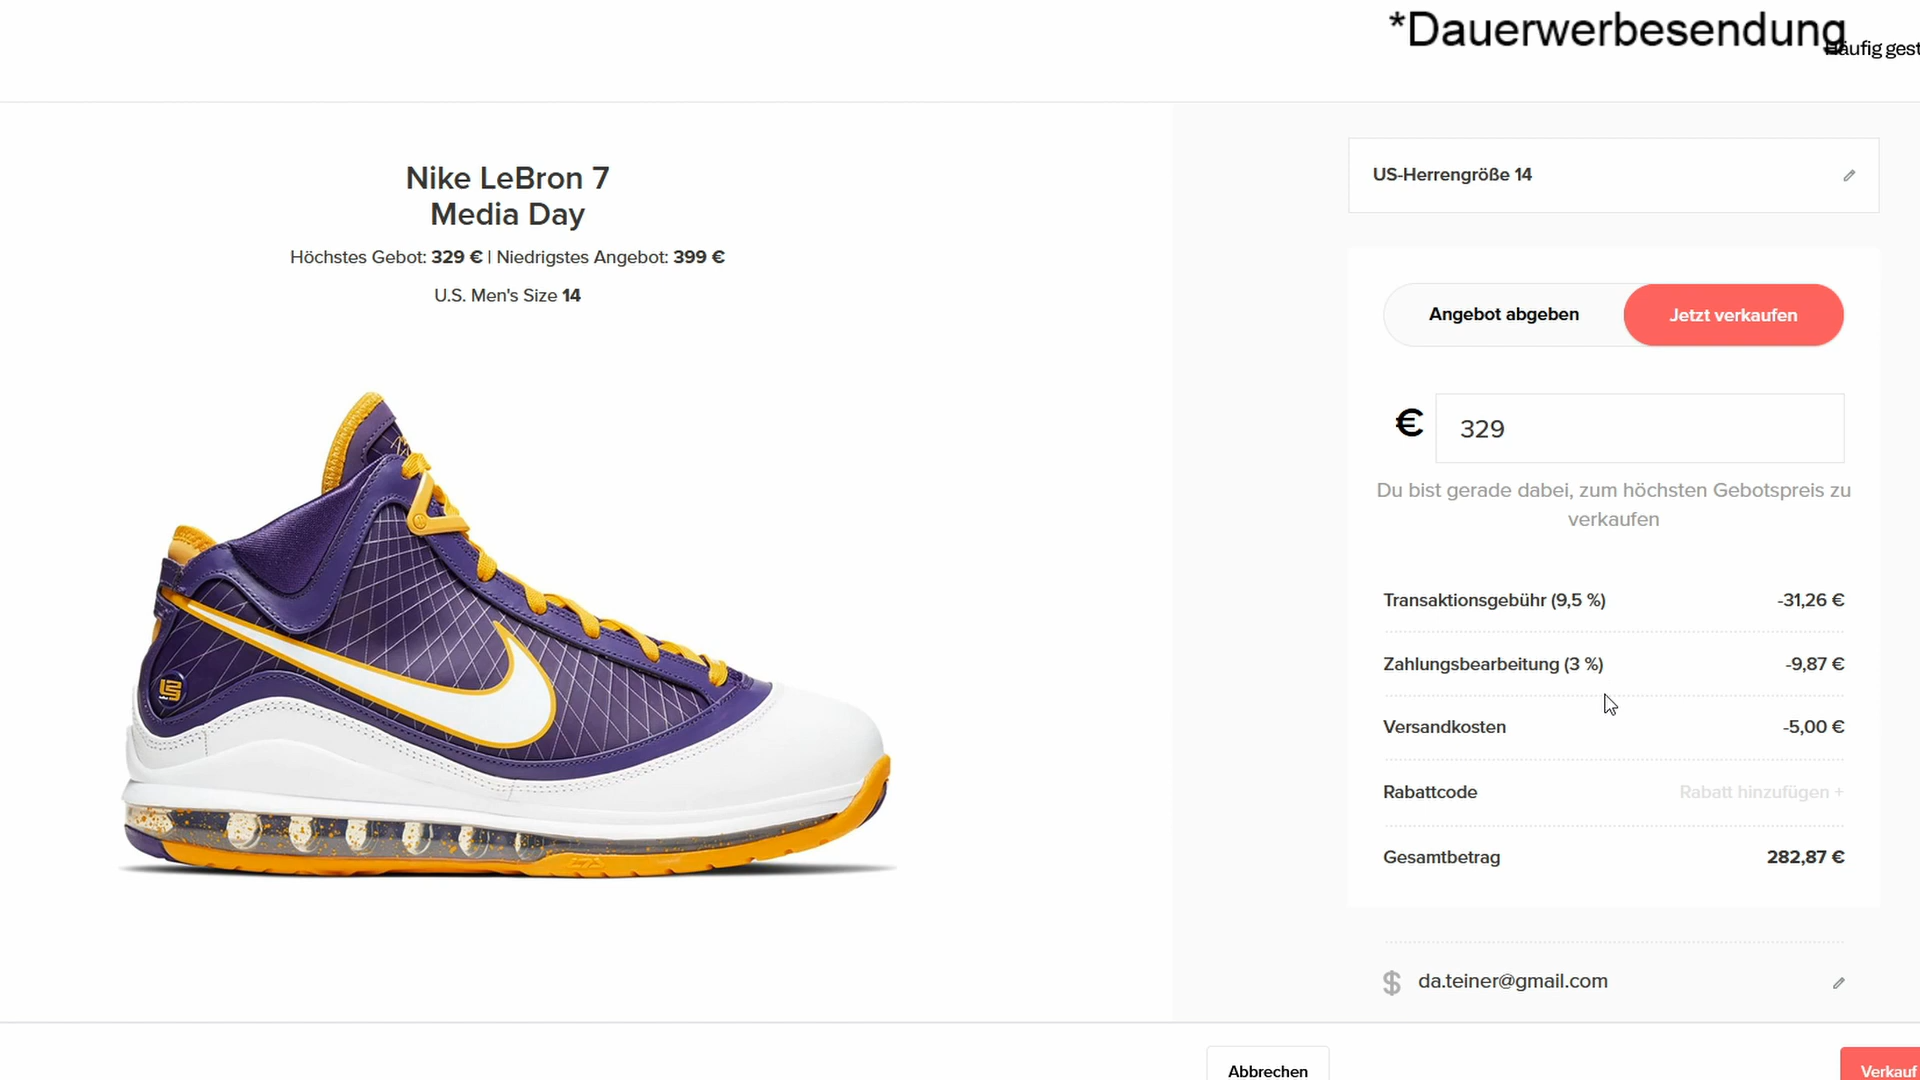 *Dauerwerbesendung
Häufig gest
Nike LeBron 7
Media Day
Höchstes Gebot: 329 € | Niedrigstes Angebot: 399 €
U.S. Men's Size 14
US-Herrengröße 14
Angebot abgeben
Jetzt verkaufen
€ 329
Du bist gerade dabei, zum höchsten Gebotspreis zu
verkaufen
Transaktionsgebühr (9,5 %) -31,26 €
Zahlungsbearbeitung (3 %) -9,87 €
Versandkosten -5,00 €
Rabattcode Rabatt hinzufügen +
Gesamtbetrag 282,87 €
$ da.teiner@gmail.com
Abbrechen
Verkauf